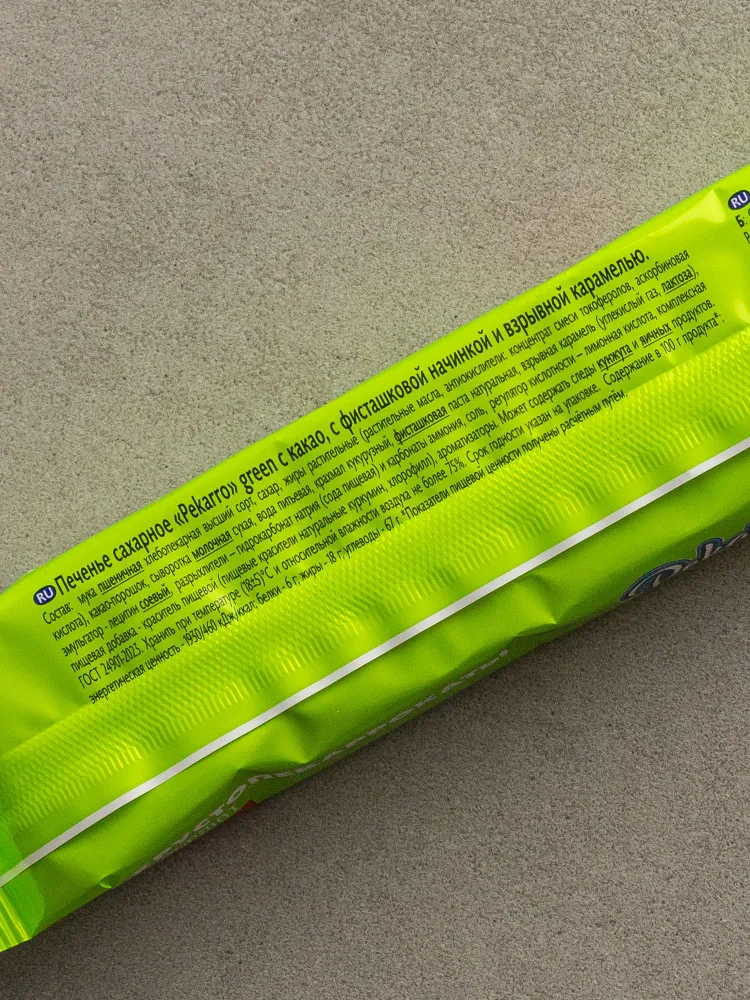 RU Печенье сахарное «Pekarro» green с какао, с фисташковой начинкой и взрывной карамелью.
Состав: мука пшеничная хлебопекарная высший сорт, сахар, жиры растительные (растительные масла, антиокислители: концентрат смеси токоферолов, аскорбиновая
кислота), какао-порошок, сыворотка молочная сухая, вода питьевая, крахмал кукурузный, фисташковая паста натуральная, взрывная карамель (углекислый газ, лактоза),
эмульгатор - лецитин соевый, разрыхлители – гидрокарбонат натрия (сода пищевая) и карбонаты аммония, соль, регулятор кислотности – лимонная кислота, комплексная
пищевая добавка - краситель пищевой (пищевые красители натуральные куркумин, хлорофилл), ароматизаторы. Может содержать следы кунжута и яичных продуктов.
ГОСТ 24901-2023. Хранить при температуре (18±5)°С и относительной влажности воздуха не более 75%. Срок годности указан на упаковке. Содержание в 100 г продукта*:
энергетическая ценность - 1930/460 кДж/ккал; белки - 6 г, жиры - 18 г, углеводы - 67 г. *Показатели пищевой ценности получены расчётным путём.
RU